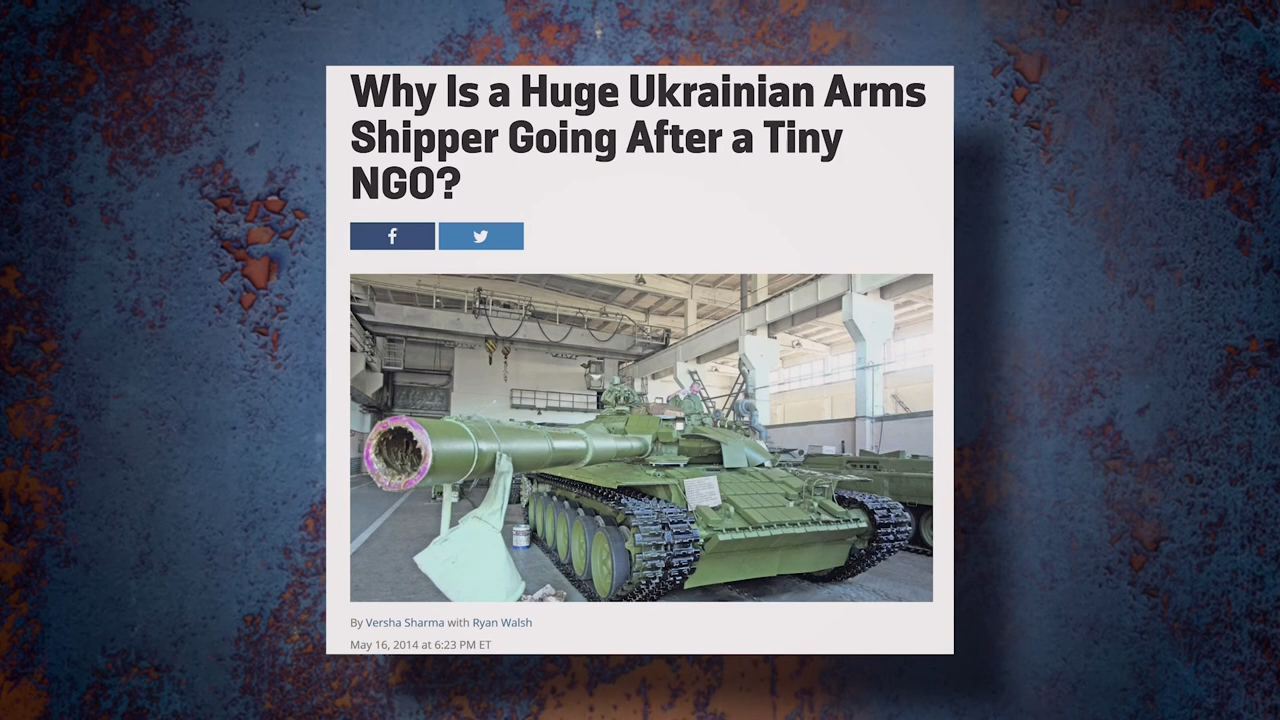 Why Is a Huge Ukrainian Arms
Shipper Going After a Tiny
NGO?
By Versha Sharma with Ryan Walsh
May 16, 2014 at 6:23 PM ET